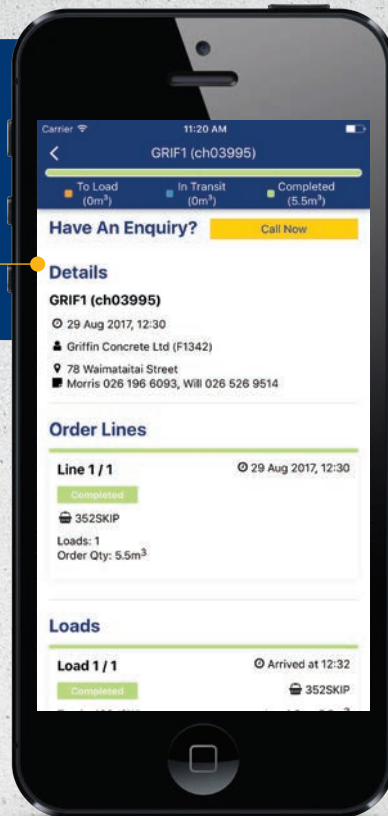 Carrier 11:20 AM
GRIF1 (ch03995)
To Load In Transit Completed
(0m³) (0m³) (5.5m³)
Have An Enquiry? Call Now
Details
GRIF1 (ch03995)
29 Aug 2017, 12:30
Griffin Concrete Ltd (F1342)
78 Waimataitai Street
Morris 026 196 6093, Will 026 526 9514
Order Lines
Line 1 / 1 29 Aug 2017, 12:30
Completed
352SKIP
Loads: 1
Order Qty: 5.5m³
Loads
Load 1 / 1 Arrived at 12:32
Completed 352SKIP